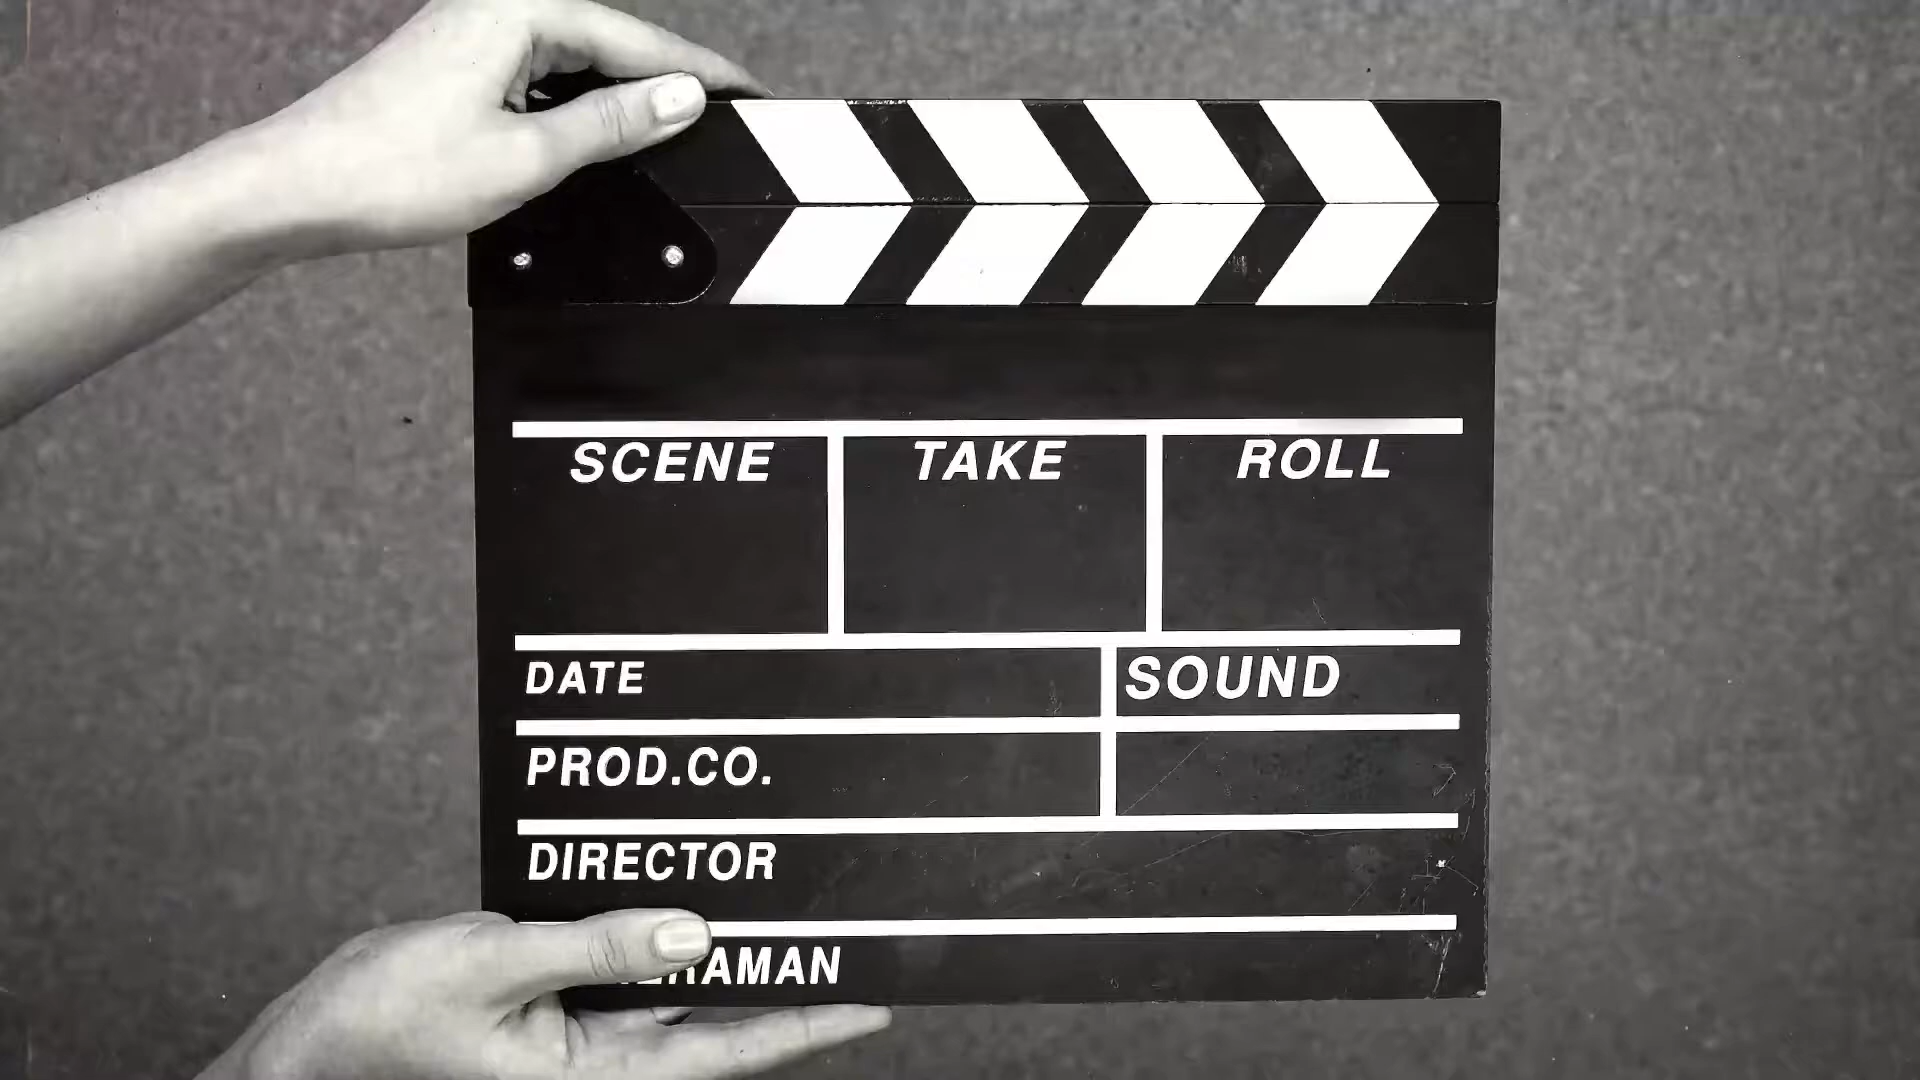 SCENE TAKE ROLL
DATE SOUND
PROD.CO.
DIRECTOR